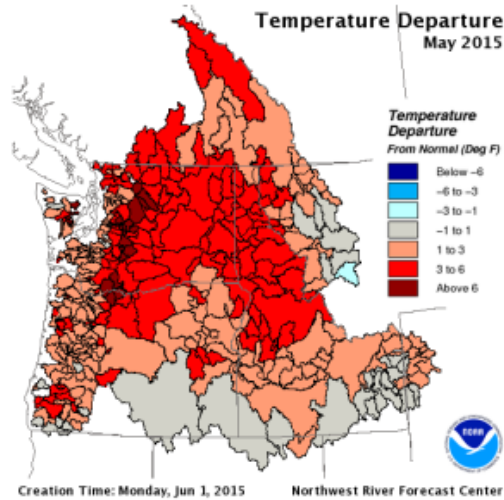 Temperature Departure
May 2015
Temperature
Departure
From Normal (Deg F)
Below -6
-6 to -3
-3 to -1
-1 to 1
1 to 3
3 to 6
Above 6
NOAA
Creation Time: Monday, Jun 1, 2015
Northwest River Forecast Center